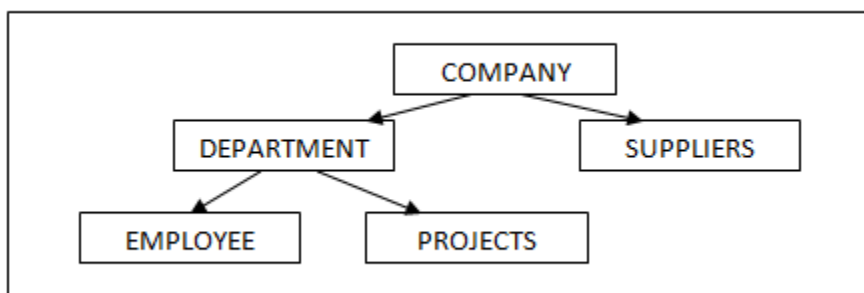 COMPANY
DEPARTMENT
SUPPLIERS
EMPLOYEE
PROJECTS